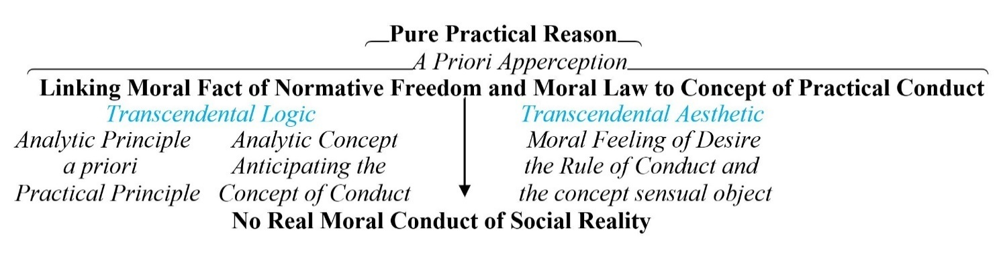 Pure Practical Reason
A Priori Apperception
Linking Moral Fact of Normative Freedom and Moral Law to Concept of Practical Conduct
Transcendental Logic
Analytic Principle
a priori
Practical Principle
Analytic Concept
Anticipating the
Concept of Conduct
Transcendental Aesthetic
Moral Feeling of Desire
the Rule of Conduct and
the concept sensual object
No Real Moral Conduct of Social Reality